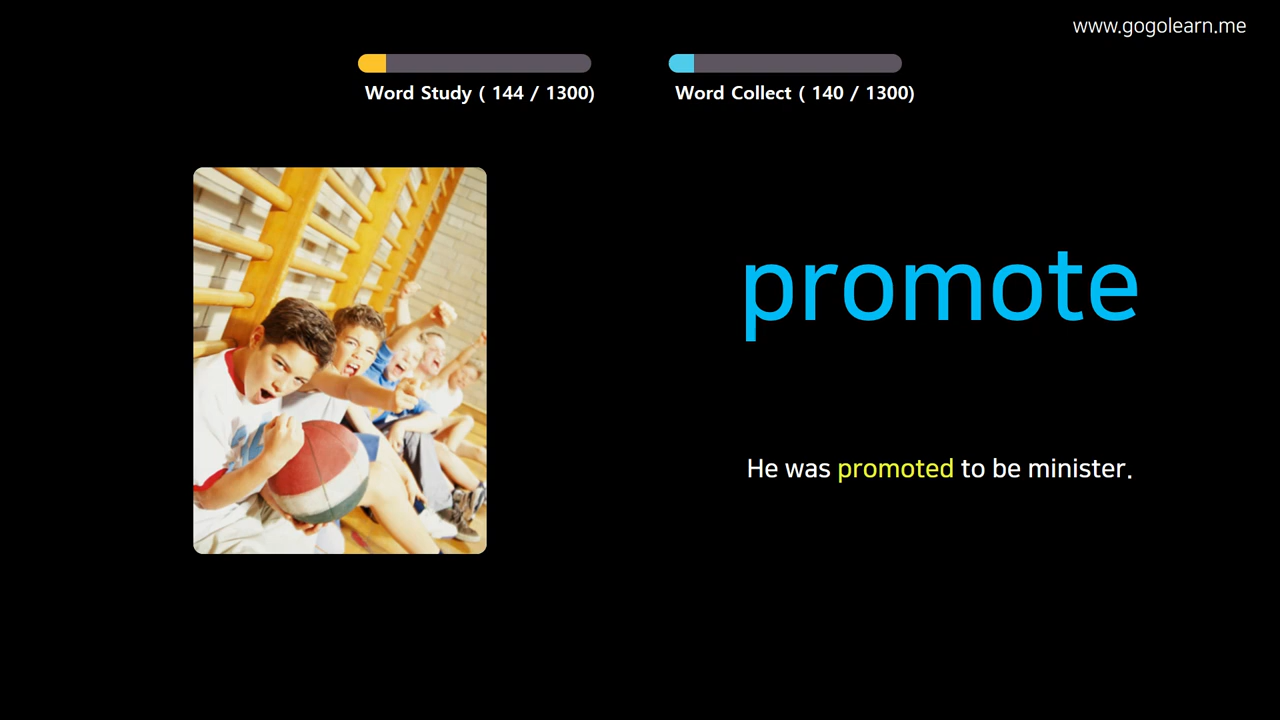 www.gogolearn.me
Word Study ( 144 / 1300)
Word Collect ( 140 / 1300)
promote
He was promoted to be minister.